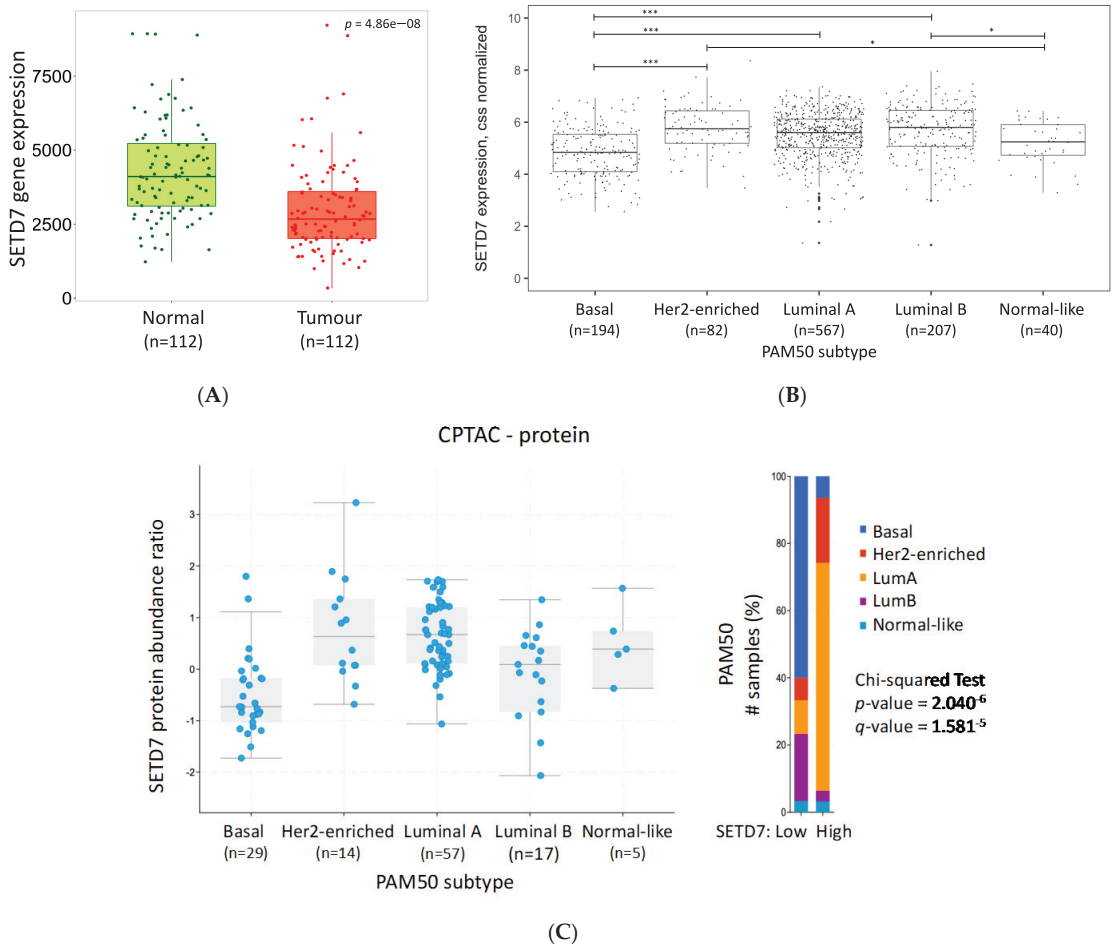 p = 4.86e−08
SETD7 gene expression
7500
5000
2500
0
Normal
Tumour
(n=112)
(n=112)
(A)
SETD7 expression, css normalized
10
8
6
4
2
0
***
***
*
*
***
Basal
Her2-enriched
Luminal A
Luminal B
Normal-like
(n=194)
(n=82)
(n=567)
(n=207)
(n=40)
PAM50 subtype
(B)
CPTAC - protein
SETD7 protein abundance ratio
3
2
1
0
-1
-2
Basal
Her2-enriched
Luminal A
Luminal B
Normal-like
(n=29)
(n=14)
(n=57)
(n=17)
(n=5)
PAM50 subtype
PAM50
# samples (%)
100
80
60
40
20
0
SETD7: Low High
Basal
Her2-enriched
LumA
LumB
Normal-like
Chi-squared Test
p-value = 2.040⁻⁶
q-value = 1.581⁻⁵
(C)